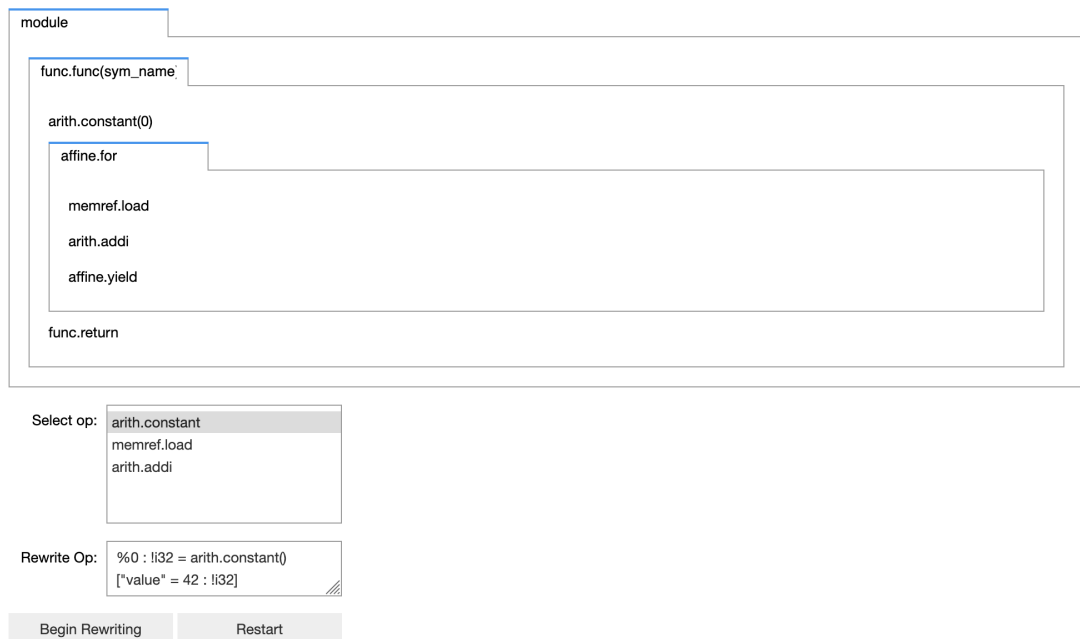 module
func.func(sym_name
arith.constant(0)
affine.for
memref.load
arith.addi
affine.yield
func.return
Select op:
arith.constant
memref.load
arith.addi
Rewrite Op:
%0 : !i32 = arith.constant()
["value" = 42 : !i32]
Begin Rewriting
Restart